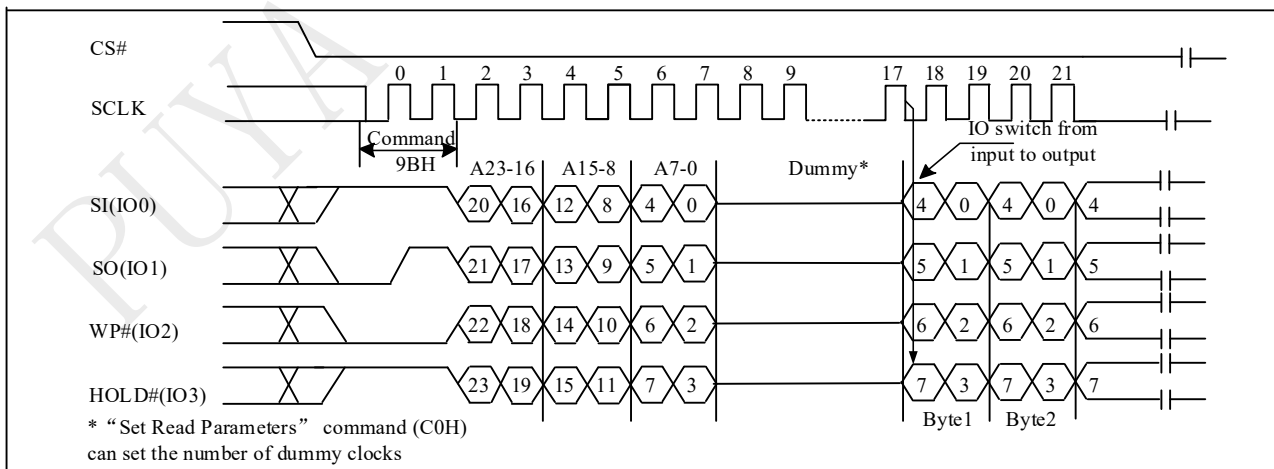 PUYA
CS#
0 1 2 3 4 5 6 7 8 9 17 18 19 20 21
SCLK
Command
9BH
IO switch from
input to output
A23-16 A15-8 A7-0 Dummy*
SI(IO0) 20 16 12 8 4 0 4 0 4 0 4
SO(IO1) 21 17 13 9 5 1 5 1 5 1 5
WP#(IO2) 22 18 14 10 6 2 6 2 6 2 6
HOLD#(IO3) 23 19 15 11 7 3 7 3 7 3 7
Byte1 Byte2
* “Set Read Parameters” command (C0H)
can set the number of dummy clocks